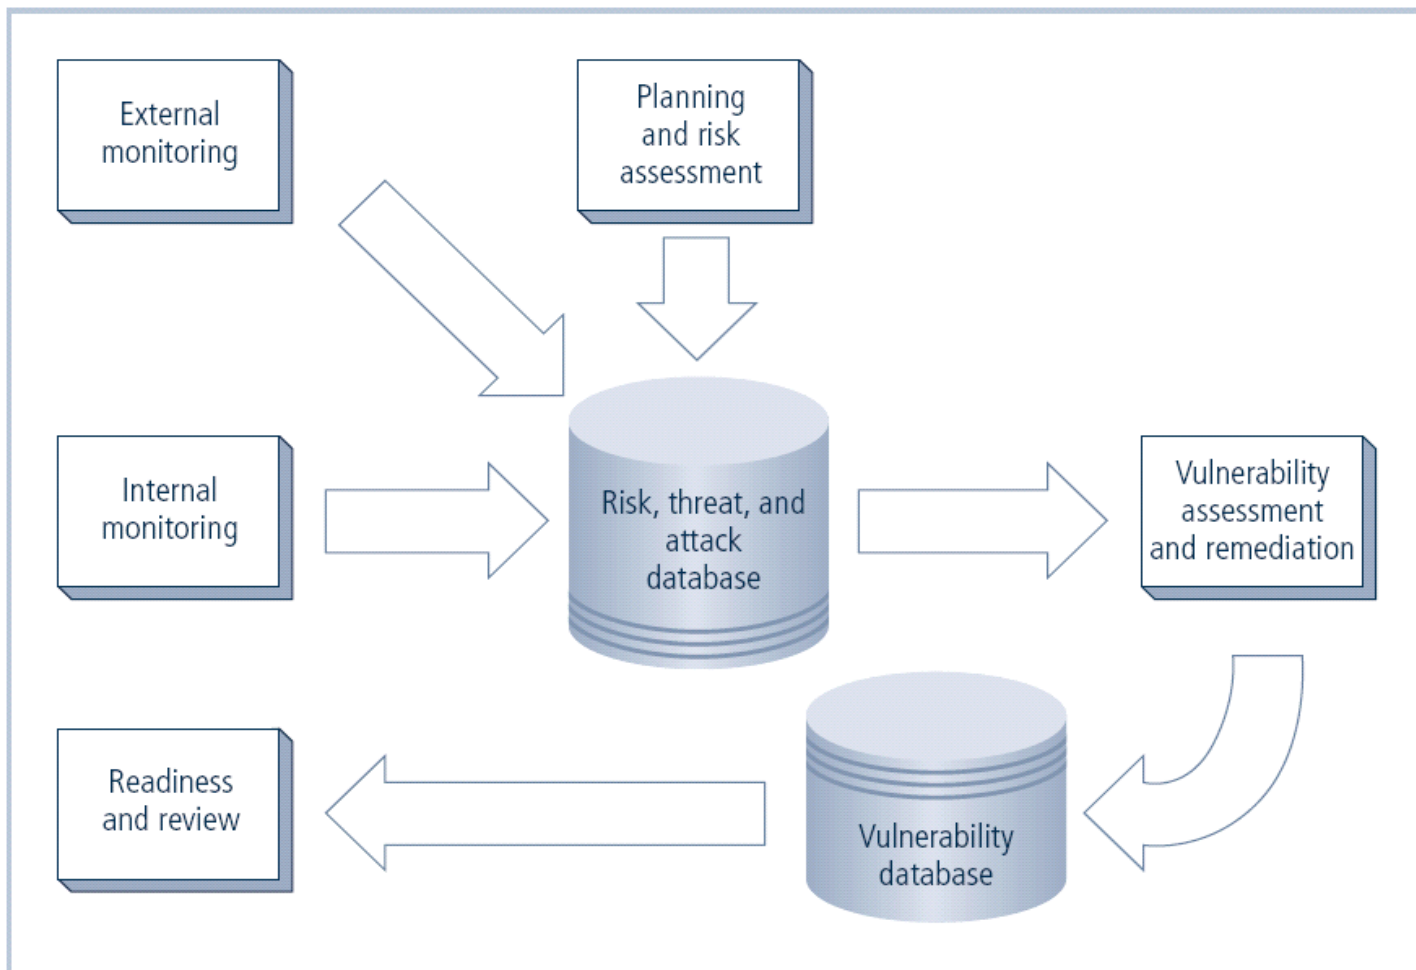 External
monitoring
Planning
and risk
assessment
Internal
monitoring
Risk, threat, and
attack
database
Vulnerability
assessment
and remediation
Readiness
and review
Vulnerability
database